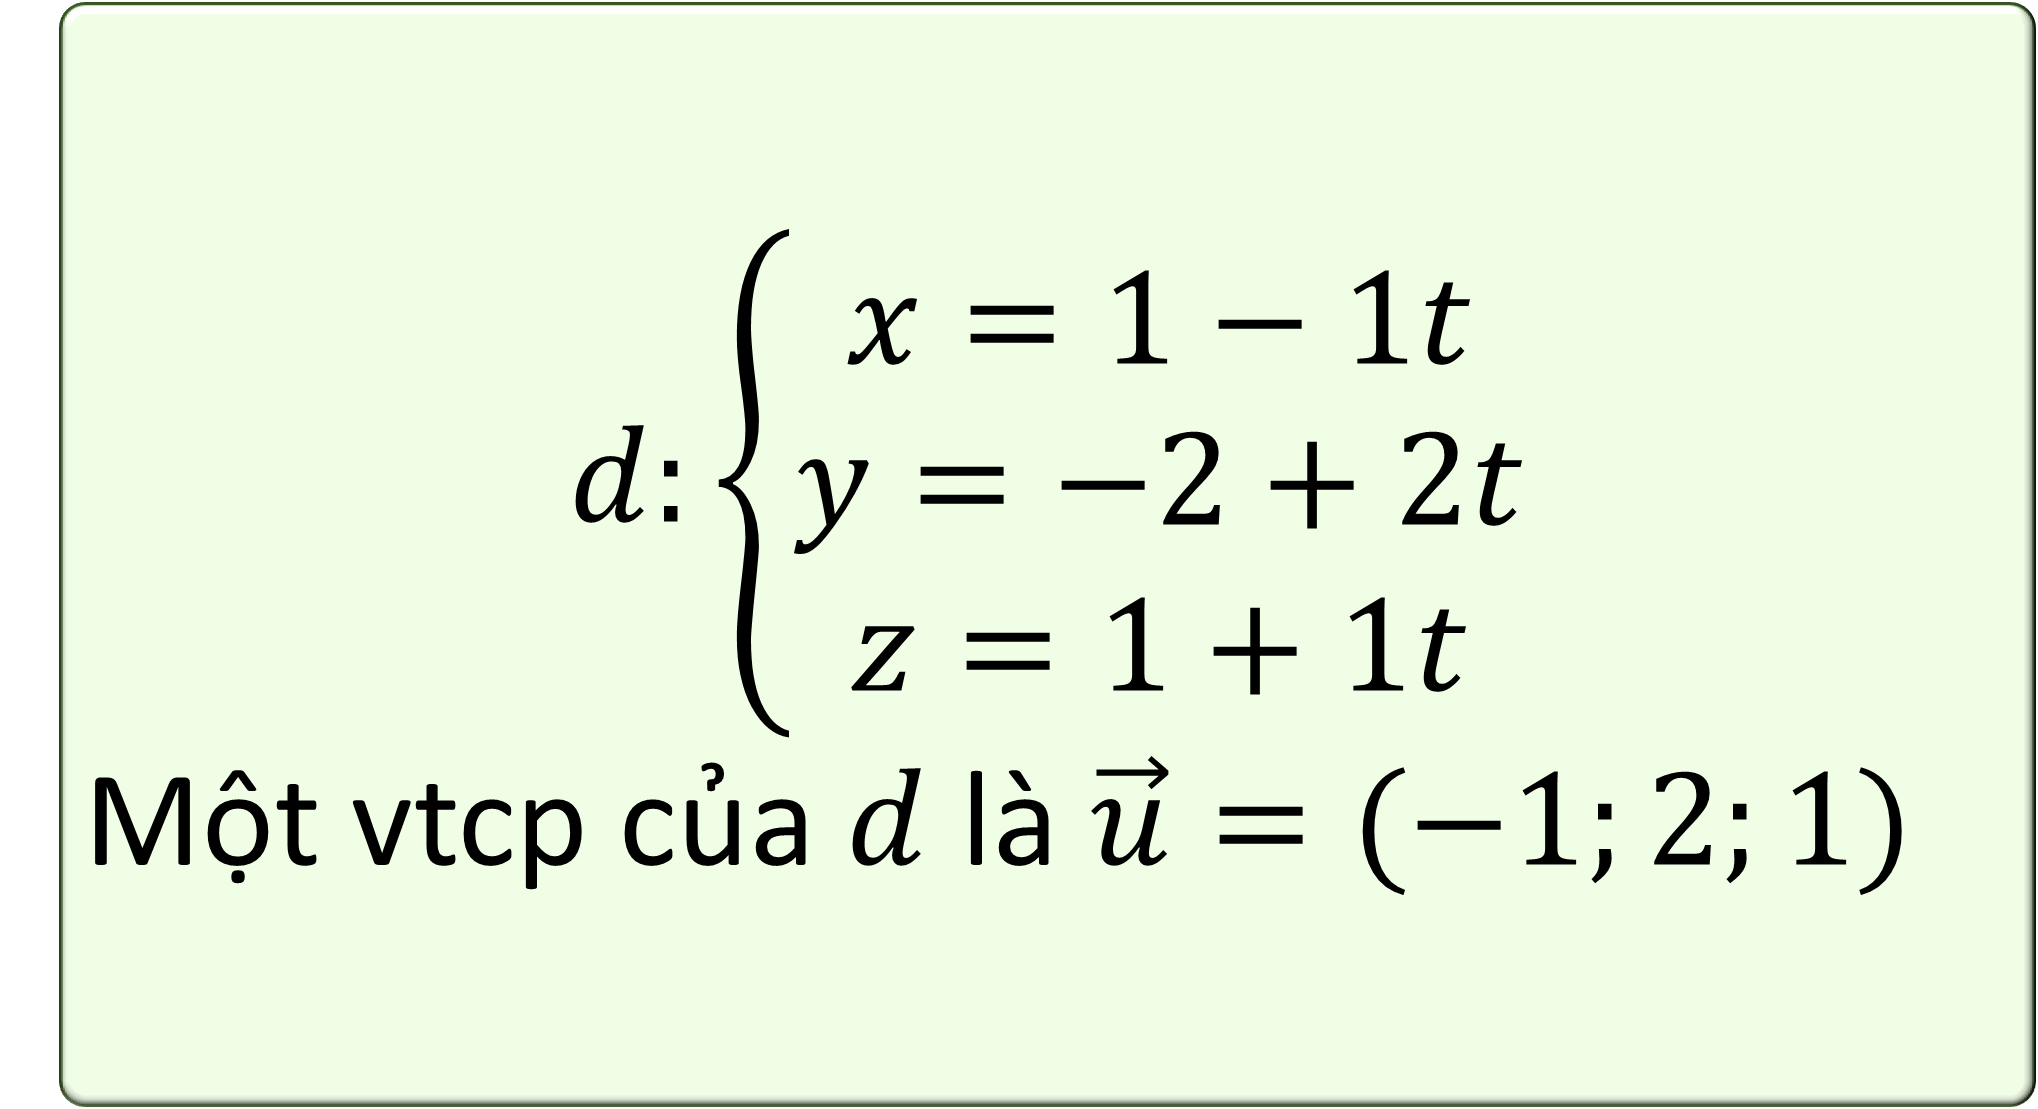 x = 1 − 1t
d: { y = −2 + 2t
z = 1 + 1t
Một vtcp của d là u⃗ = (−1; 2; 1)